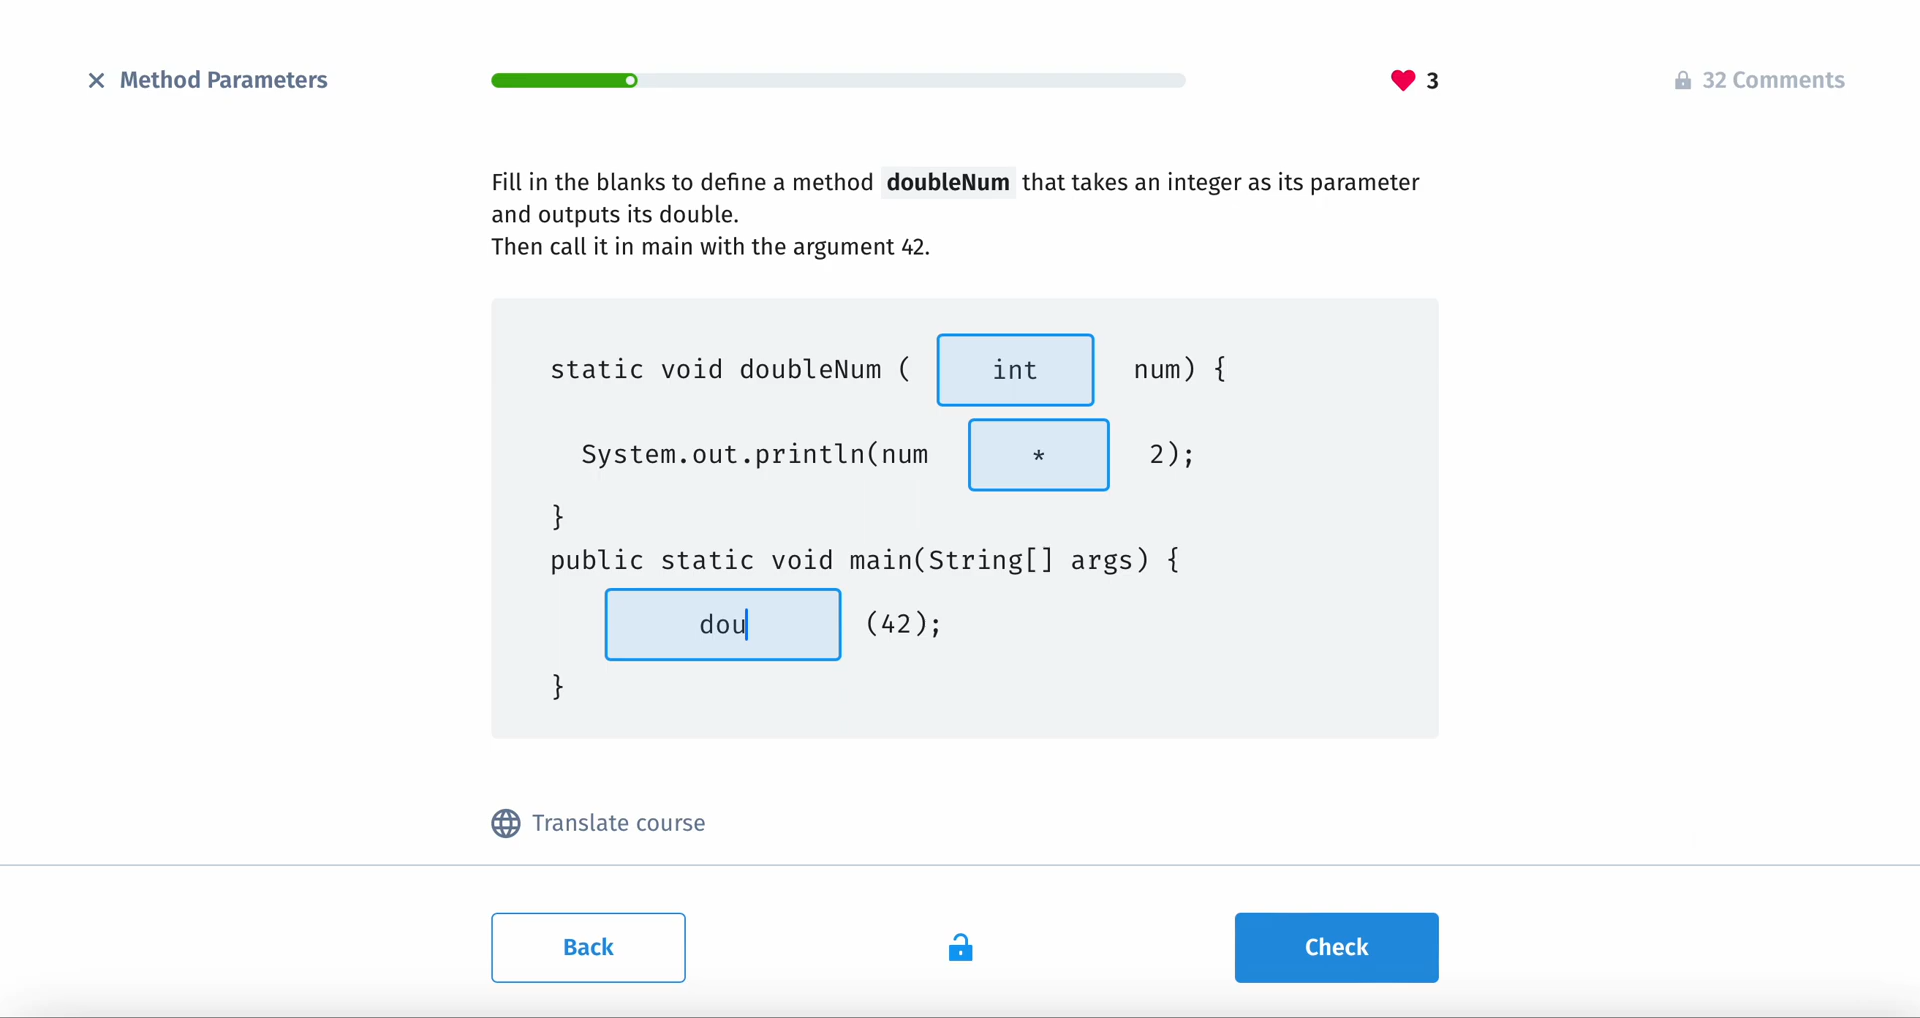 Method Parameters
3
32 Comments
Fill in the blanks to define a method doubleNum that takes an integer as its parameter
and outputs its double.
Then call it in main with the argument 42.
static void doubleNum ( int num) {
System.out.println(num * 2);
}
public static void main(String[] args) {
dou (42);
}
Translate course
Back
Check